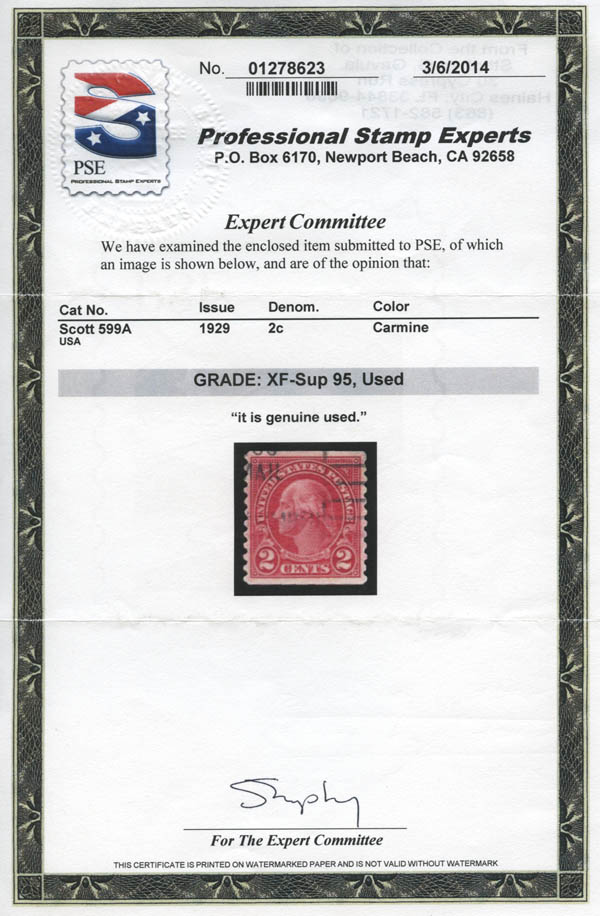 No. 01278623 3/6/2014
PSE
PROFESSIONAL STAMP EXPERTS
Professional Stamp Experts
P.O. Box 6170, Newport Beach, CA 92658
Expert Committee
We have examined the enclosed item submitted to PSE, of which
an image is shown below, and are of the opinion that:
Cat No. Issue Denom. Color
Scott 599A 1929 2c Carmine
USA
GRADE: XF-Sup 95, Used
“it is genuine used.”
UNITED STATES POSTAGE
2 CENTS 2
For The Expert Committee
THIS CERTIFICATE IS PRINTED ON WATERMARKED PAPER AND IS NOT VALID WITHOUT WATERMARK